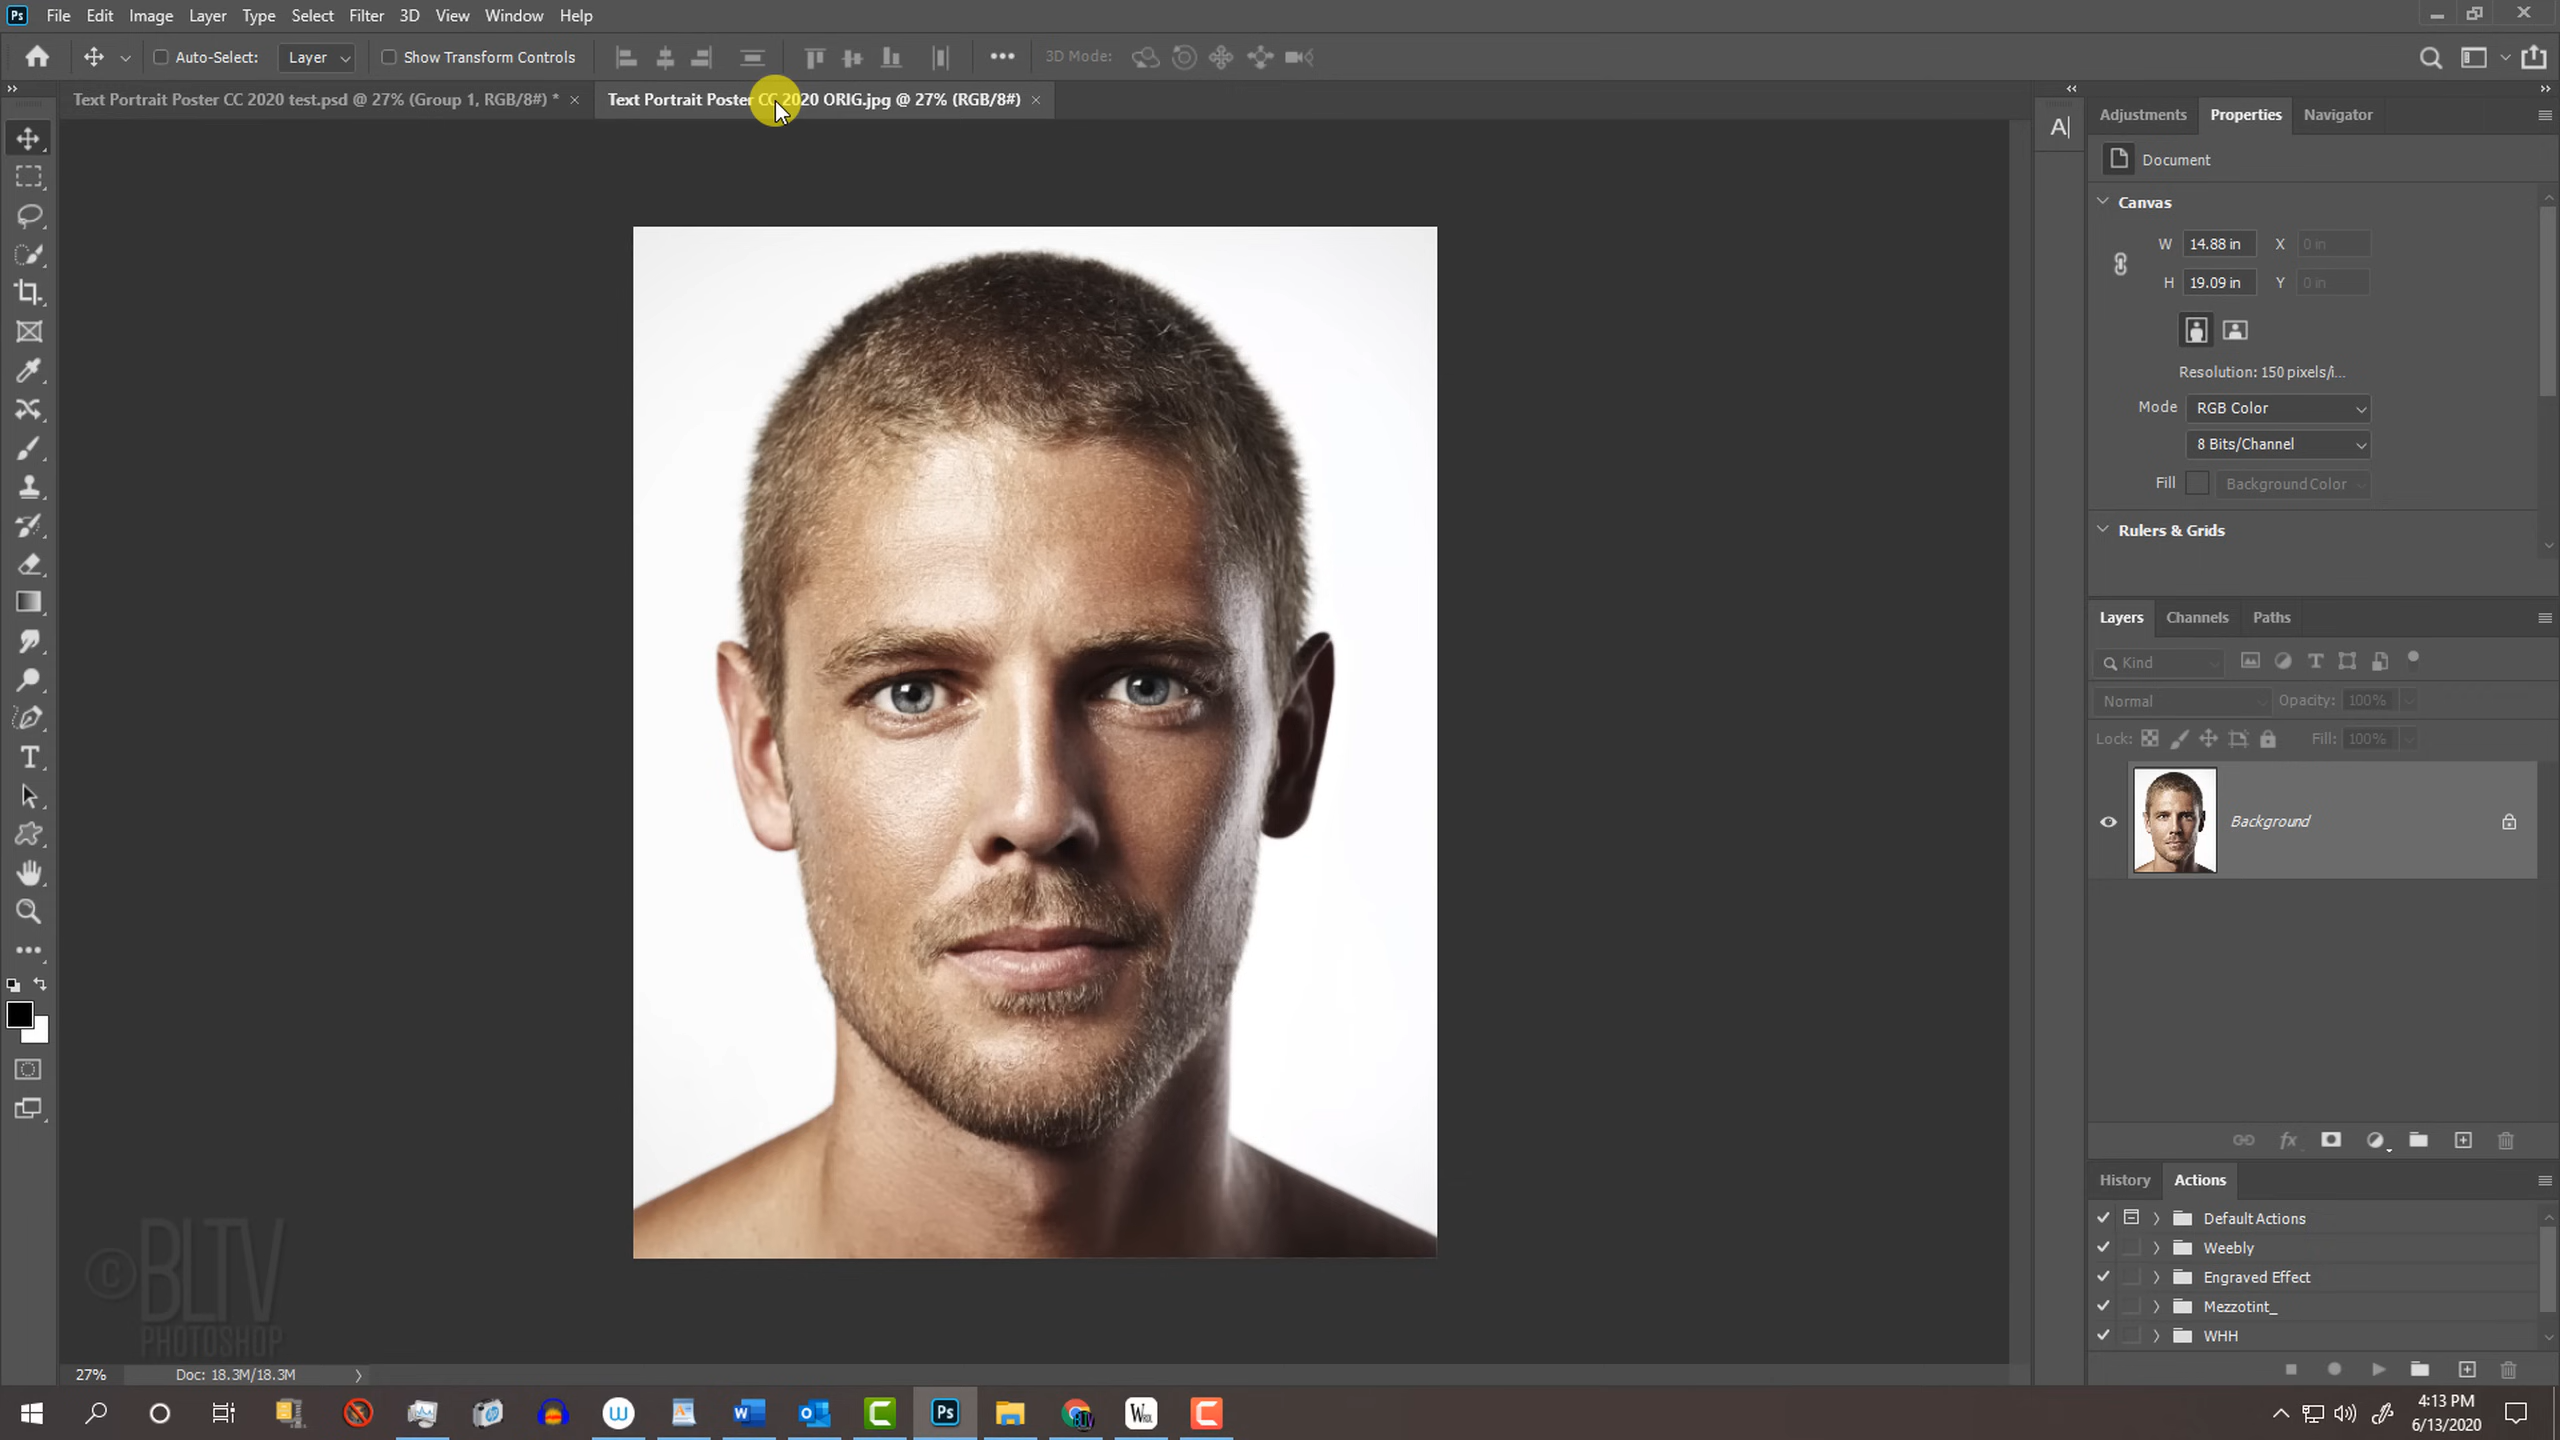 Ps File Edit Image Layer Type Select Filter 3D View Window Help
Auto-Select: Layer Show Transform Controls 3D Mode:
Text Portrait Poster CC 2020 test.psd @ 27% (Group 1, RGB/8#) * × Text Portrait Poster CC 2020 ORIG.jpg @ 27% (RGB/8#) ×
A|
Adjustments Properties Navigator
Document
Canvas
W 14.88 in X 0 in
H 19.09 in Y 0 in
Resolution: 150 pixels/i...
Mode RGB Color
8 Bits/Channel
Fill Background Color
Rulers & Grids
Layers Channels Paths
Kind
Normal Opacity: 100%
Lock: Fill: 100%
Background
fx
History Actions
Default Actions
Weebly
Engraved Effect
Mezzotint_
WHH
© BLTV
PHOTOSHOP
27% Doc: 18.3M/18.3M
Ps
4:13 PM
6/13/2020